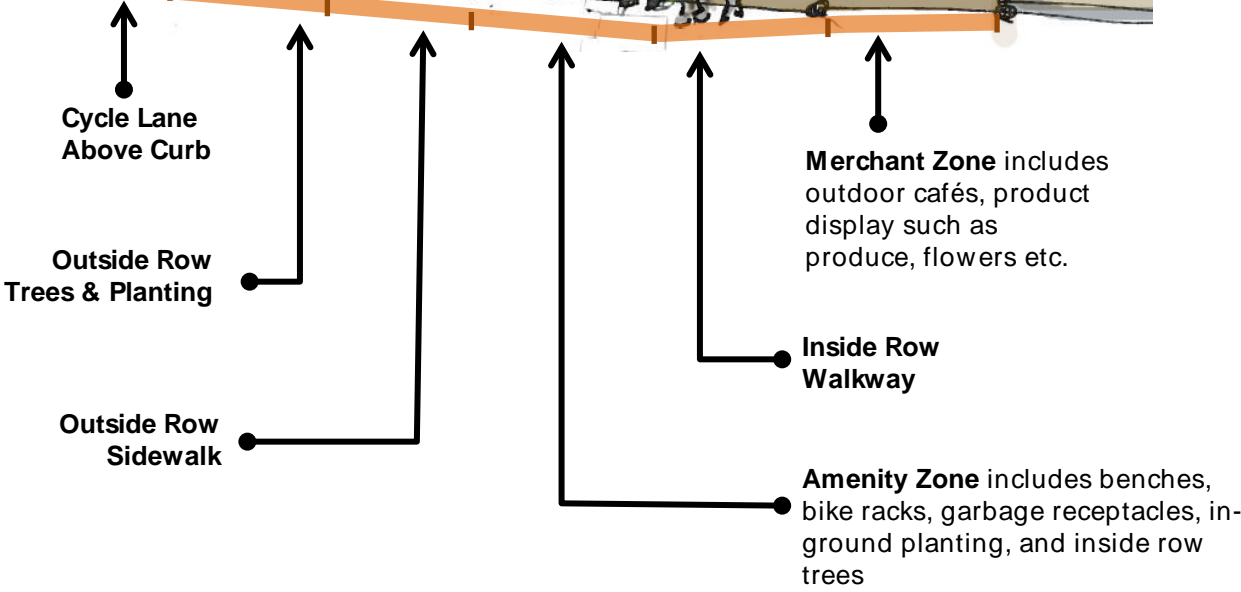 Cycle Lane
Above Curb
Merchant Zone includes
outdoor cafés, product
display such as
produce, flowers etc.
Outside Row
Trees & Planting
Inside Row
Walkway
Outside Row
Sidewalk
Amenity Zone includes benches,
bike racks, garbage receptacles, in-
ground planting, and inside row
trees